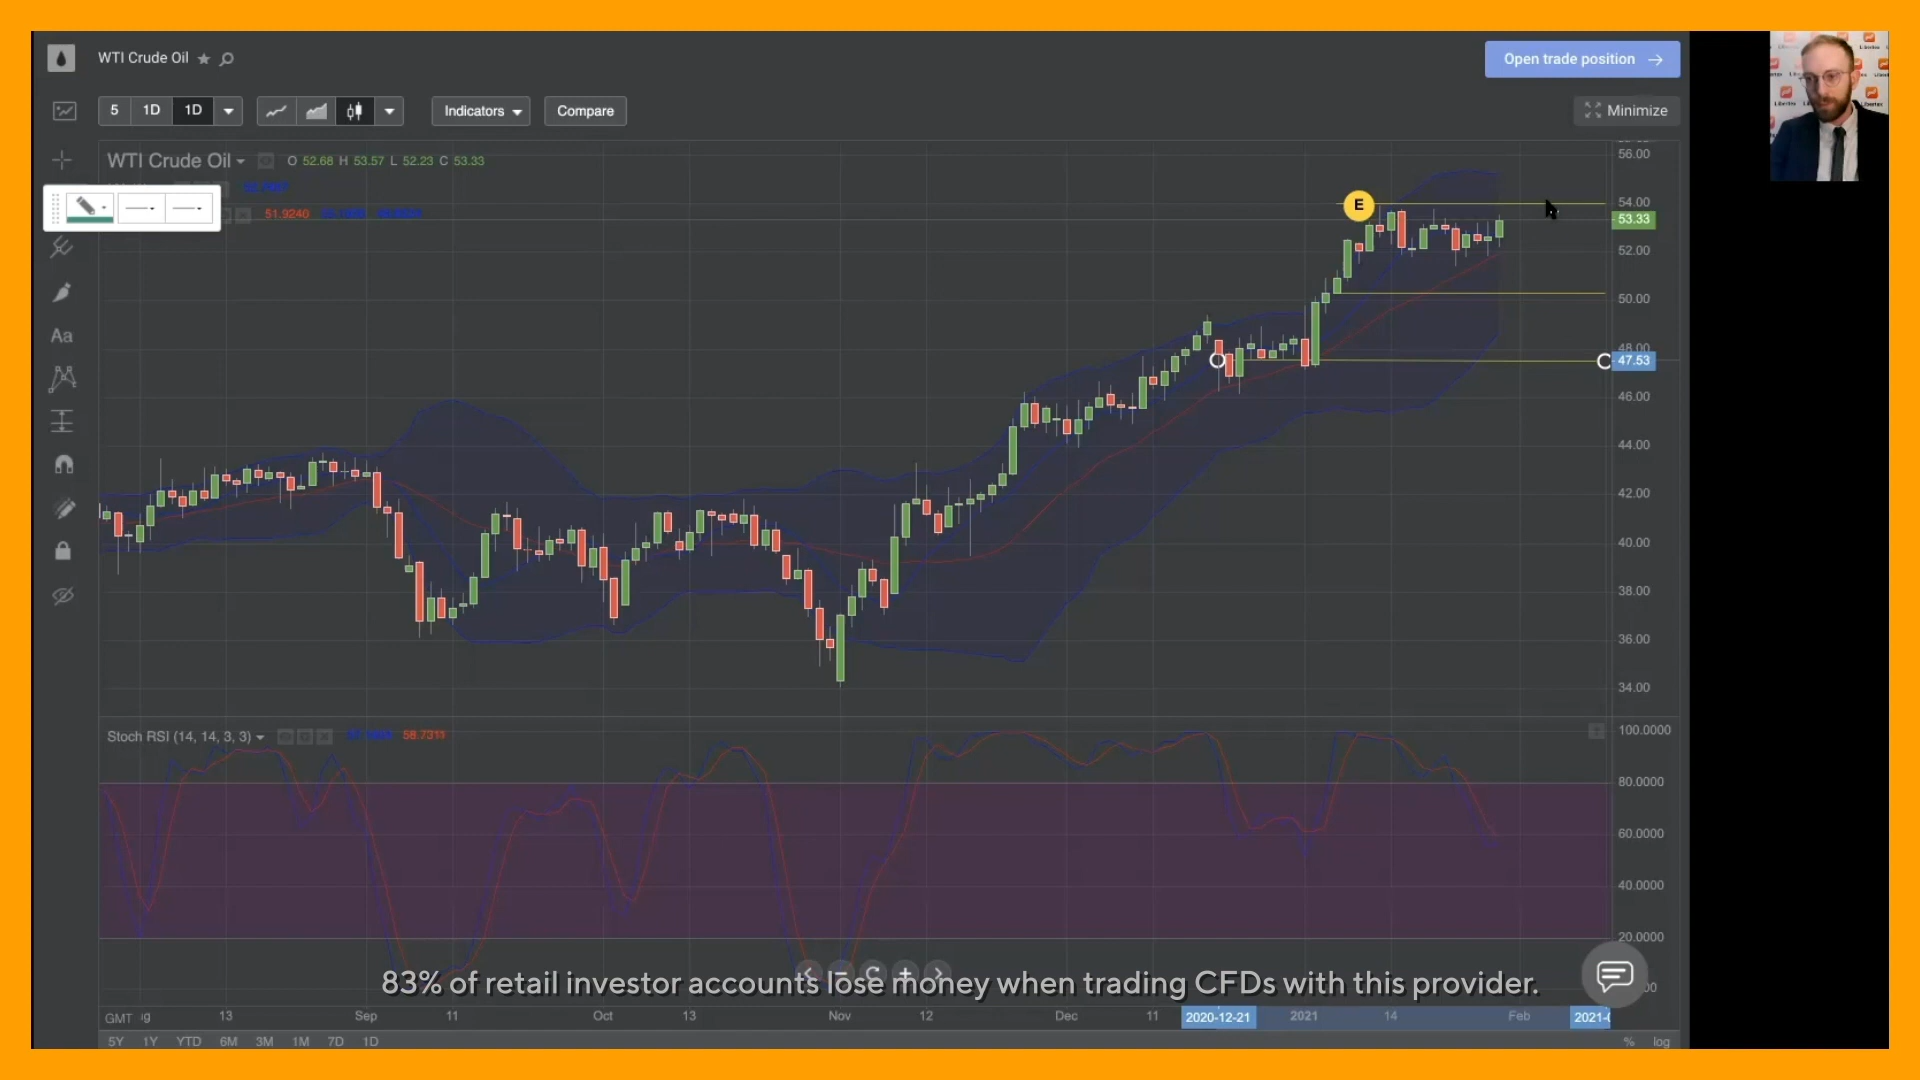 WTI Crude Oil
Open trade position
5 1D 1D Indicators Compare Minimize
WTI Crude Oil O 52.68 H 53.57 L 52.23 C 53.33
51.9240
56.00
E
54.00
53.33
52.00
50.00
48.00
47.53
46.00
Aa
44.00
42.00
40.00
38.00
36.00
34.00
Stoch RSI (14, 14, 3, 3) 58.7311
100.0000
80.0000
60.0000
40.0000
20.0000
83% of retail investor accounts lose money when trading CFDs with this provider.
GMT 13 Sep 11 Oct 13 Nov 12 Dec 11 2020-12-21 2021 14 Feb
5Y 1Y YTD 6M 3M 1M 7D 1D % log